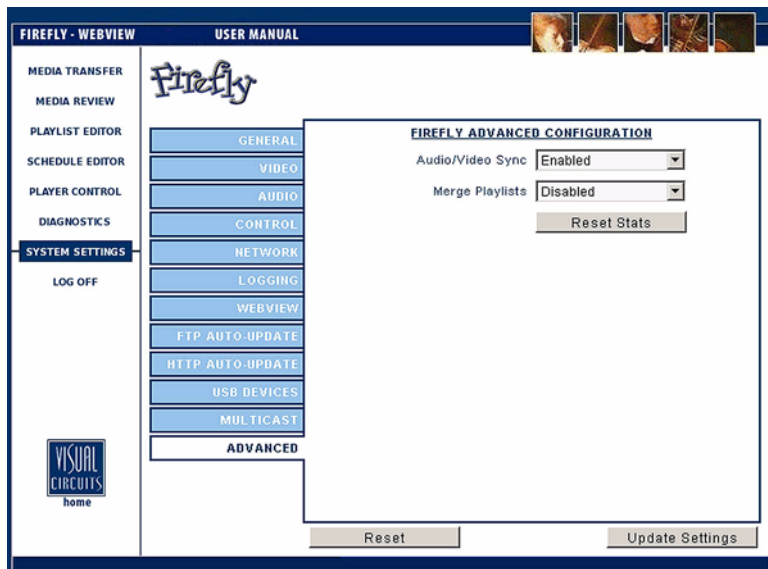 FIREFLY - WEBVIEW USER MANUAL
MEDIA TRANSFER
MEDIA REVIEW
PLAYLIST EDITOR
SCHEDULE EDITOR
PLAYER CONTROL
DIAGNOSTICS
SYSTEM SETTINGS
LOG OFF
VISUAL
CIRCUITS
home
Firefly
GENERAL
VIDEO
AUDIO
CONTROL
NETWORK
LOGGING
WEBVIEW
FTP AUTO-UPDATE
HTTP AUTO-UPDATE
USB DEVICES
MULTICAST
ADVANCED
FIREFLY ADVANCED CONFIGURATION
Audio/Video Sync Enabled
Merge Playlists Disabled
Reset Stats
Reset Update Settings